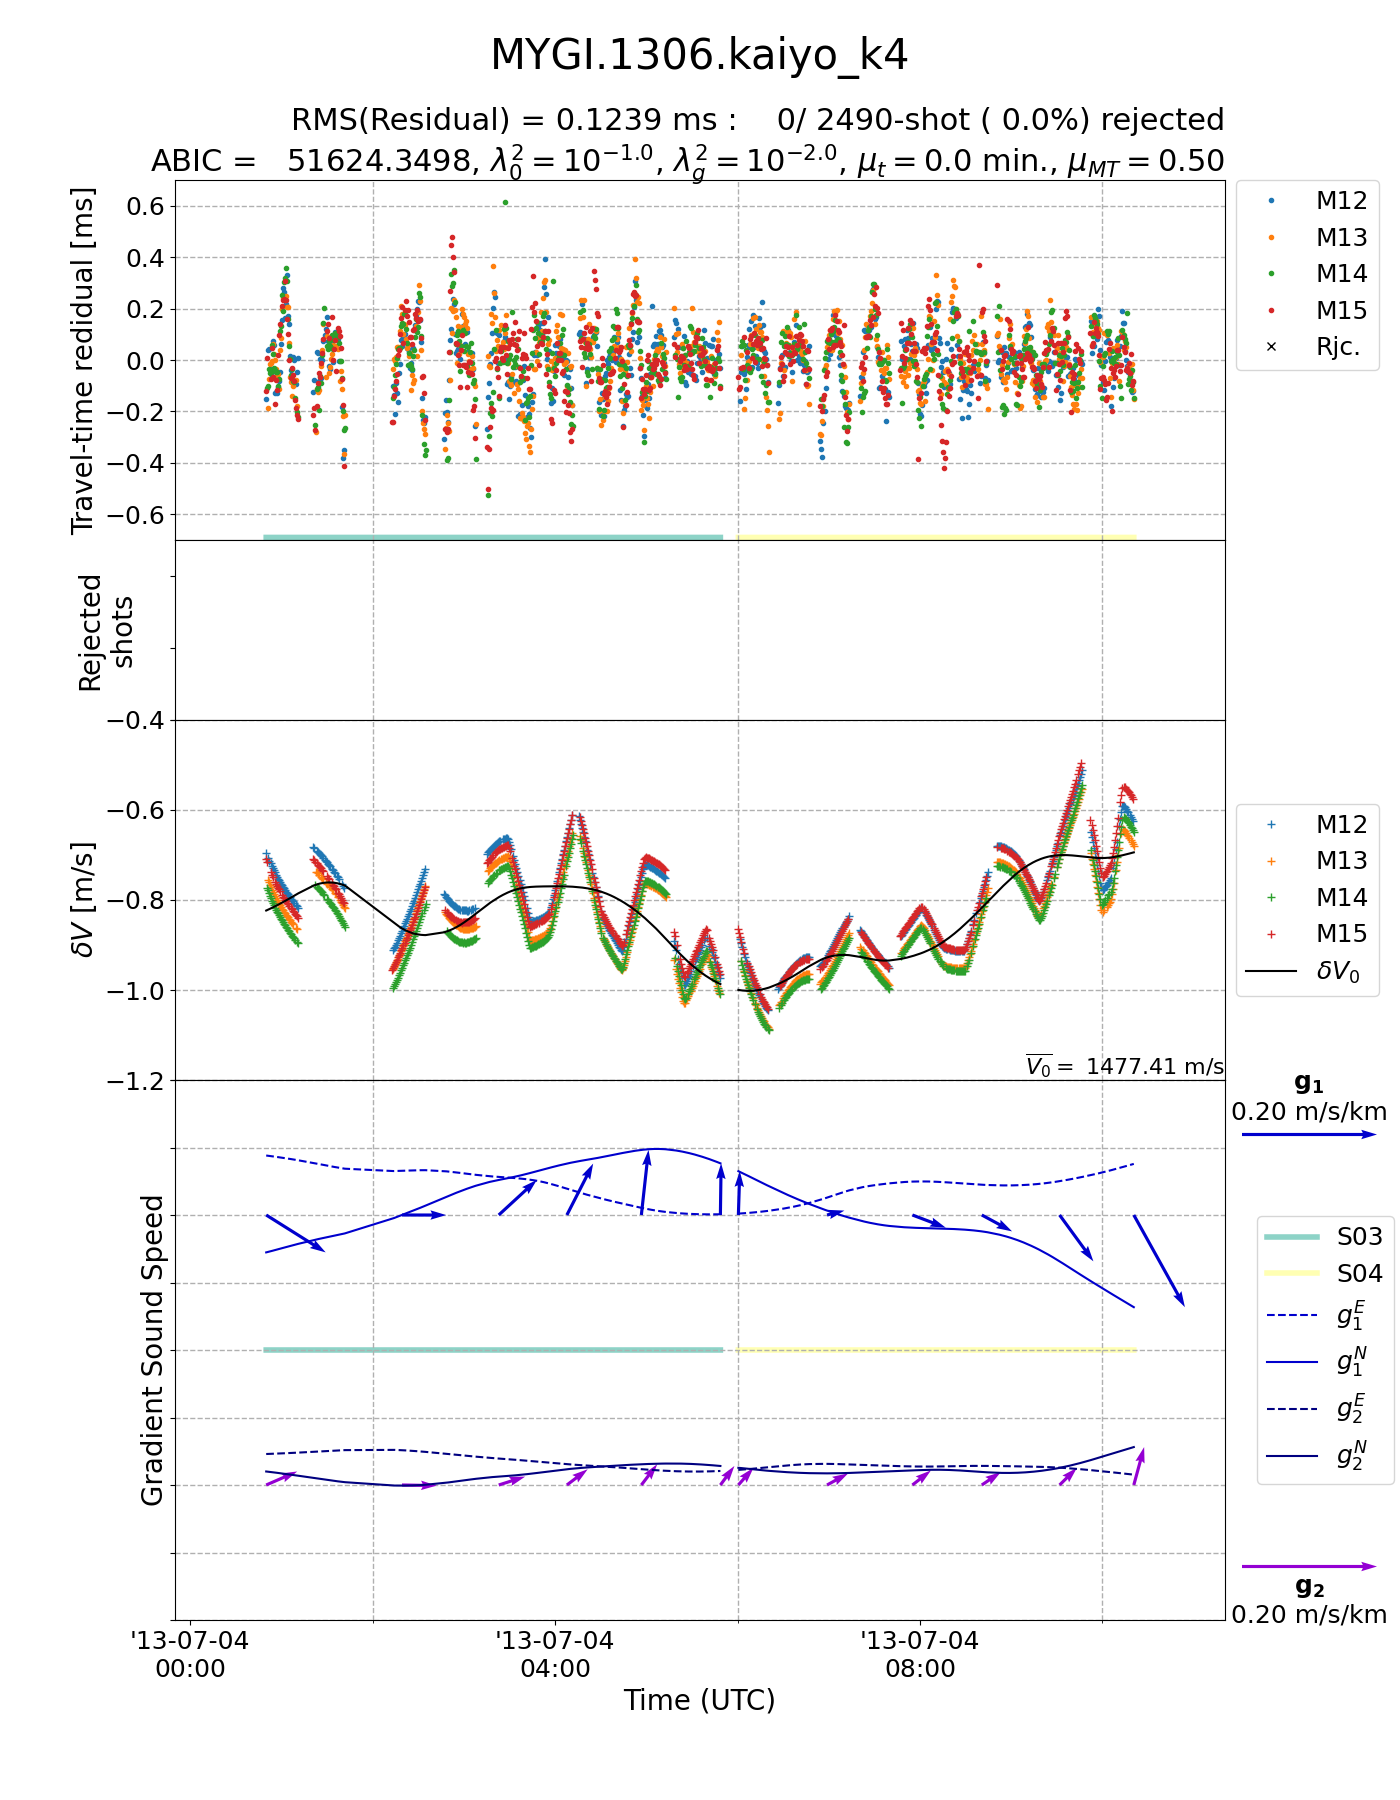 MYGI.1306.kaiyo_k4
RMS(Residual) = 0.1239 ms :    0/ 2490-shot ( 0.0%) rejected
ABIC =   51624.3498, λ₀² = 10⁻¹·⁰, λ_g² = 10⁻²·⁰, μ_t = 0.0 min., μ_MT = 0.50
Travel-time redidual [ms]
0.6
0.4
0.2
0.0
−0.2
−0.4
−0.6
M12
M13
M14
M15
Rjc.
Rejected
shots
δV [m/s]
−0.4
−0.6
−0.8
−1.0
−1.2
M12
M13
M14
M15
δV₀
V̅₀ = 1477.41 m/s
g₁
0.20 m/s/km
Gradient Sound Speed
S03
S04
g₁ᴱ
g₁ᴺ
g₂ᴱ
g₂ᴺ
g₂
0.20 m/s/km
'13-07-04
00:00
'13-07-04
04:00
'13-07-04
08:00
Time (UTC)